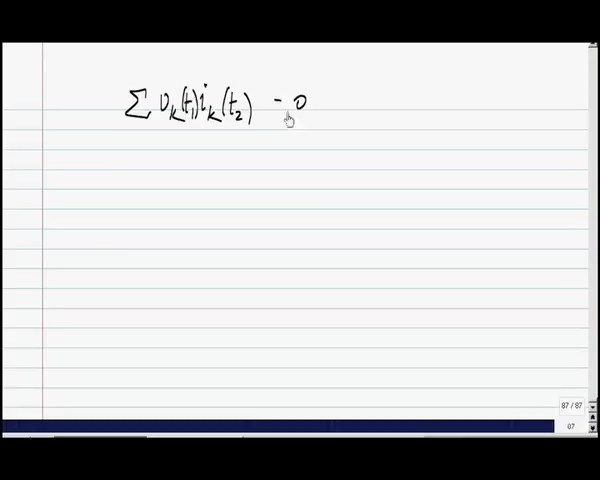 Σ v_k(t_1) i_k(t_2) - 0
87 / 87
87